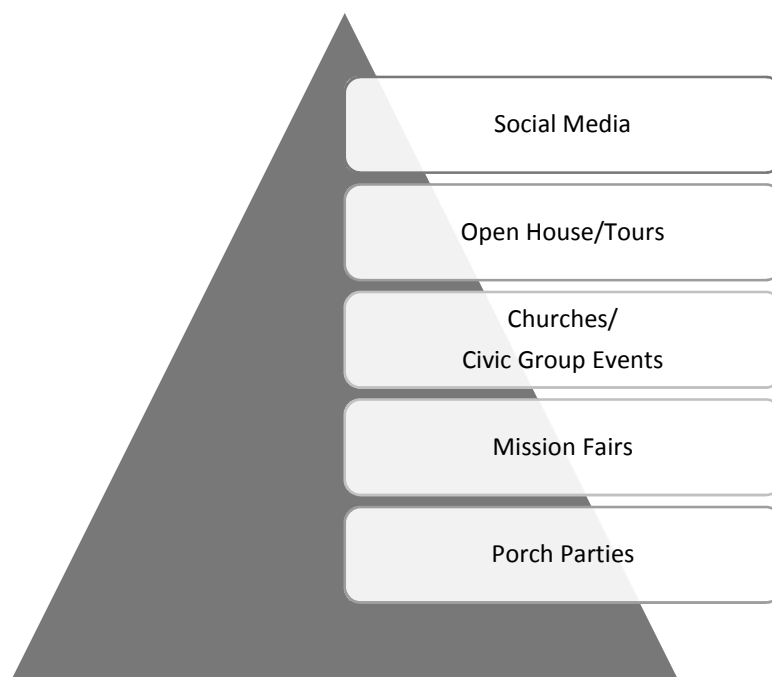 Social Media
Open House/Tours
Churches/
Civic Group Events
Mission Fairs
Porch Parties